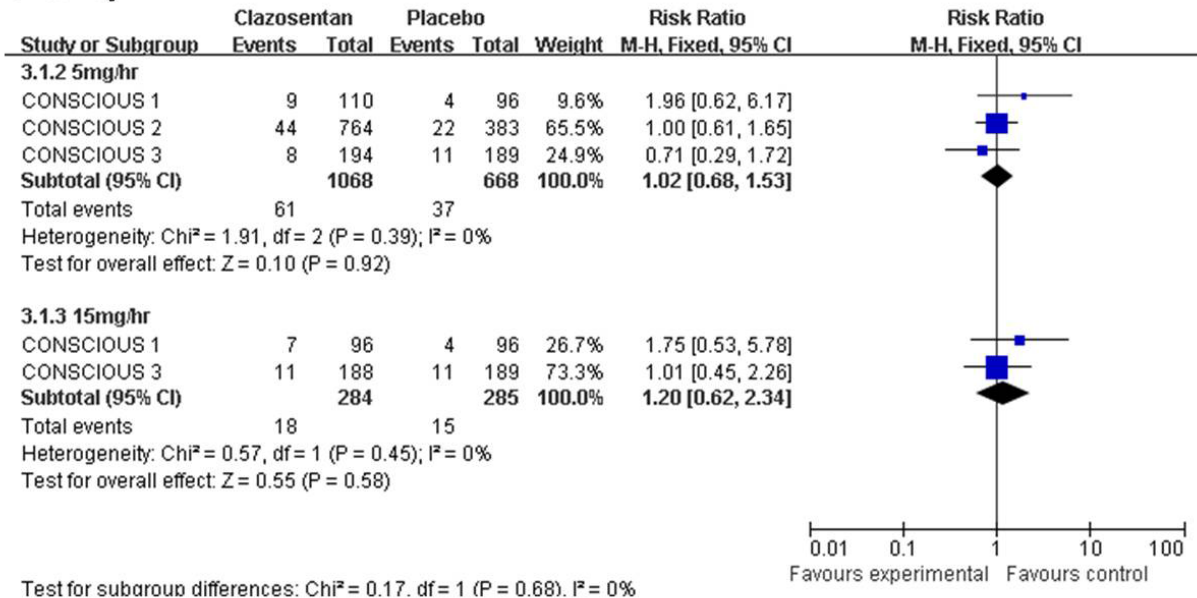 Clazosentan Placebo Risk Ratio Risk Ratio
Study or Subgroup Events Total Events Total Weight M-H, Fixed, 95% CI M-H, Fixed, 95% CI
3.1.2 5mg/hr
CONSCIOUS 1 9 110 4 96 9.6% 1.96 [0.62, 6.17]
CONSCIOUS 2 44 764 22 383 65.5% 1.00 [0.61, 1.65]
CONSCIOUS 3 8 194 11 189 24.9% 0.71 [0.29, 1.72]
Subtotal (95% CI) 1068 668 100.0% 1.02 [0.68, 1.53]
Total events 61 37
Heterogeneity: Chi² = 1.91, df = 2 (P = 0.39); I² = 0%
Test for overall effect: Z = 0.10 (P = 0.92)
3.1.3 15mg/hr
CONSCIOUS 1 7 96 4 96 26.7% 1.75 [0.53, 5.78]
CONSCIOUS 3 11 188 11 189 73.3% 1.01 [0.45, 2.26]
Subtotal (95% CI) 284 285 100.0% 1.20 [0.62, 2.34]
Total events 18 15
Heterogeneity: Chi² = 0.57, df = 1 (P = 0.45); I² = 0%
Test for overall effect: Z = 0.55 (P = 0.58)
0.01 0.1 1 10 100
Favours experimental Favours control
Test for subgroup differences: Chi² = 0.17, df = 1 (P = 0.68), I² = 0%